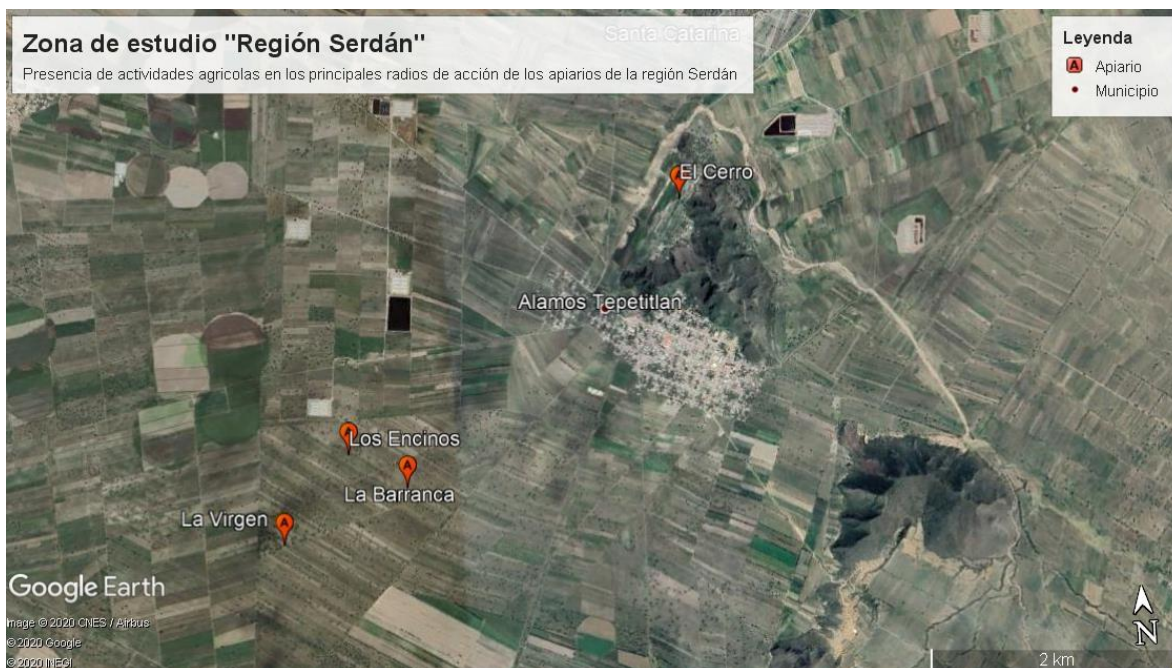 Zona de estudio "Región Serdán"
Presencia de actividades agricolas en los principales radios de acción de los apiarios de la región Serdán
Santa Catarina
Leyenda
A Apiario
Municipio
A El Cerro
Alamos Tepetitlan
A Los Encinos
A
La Barranca
La Virgen A
Google Earth
Image © 2020 CNES / Airbus
© 2020 Google
© 2020 INEGI
N
2 km